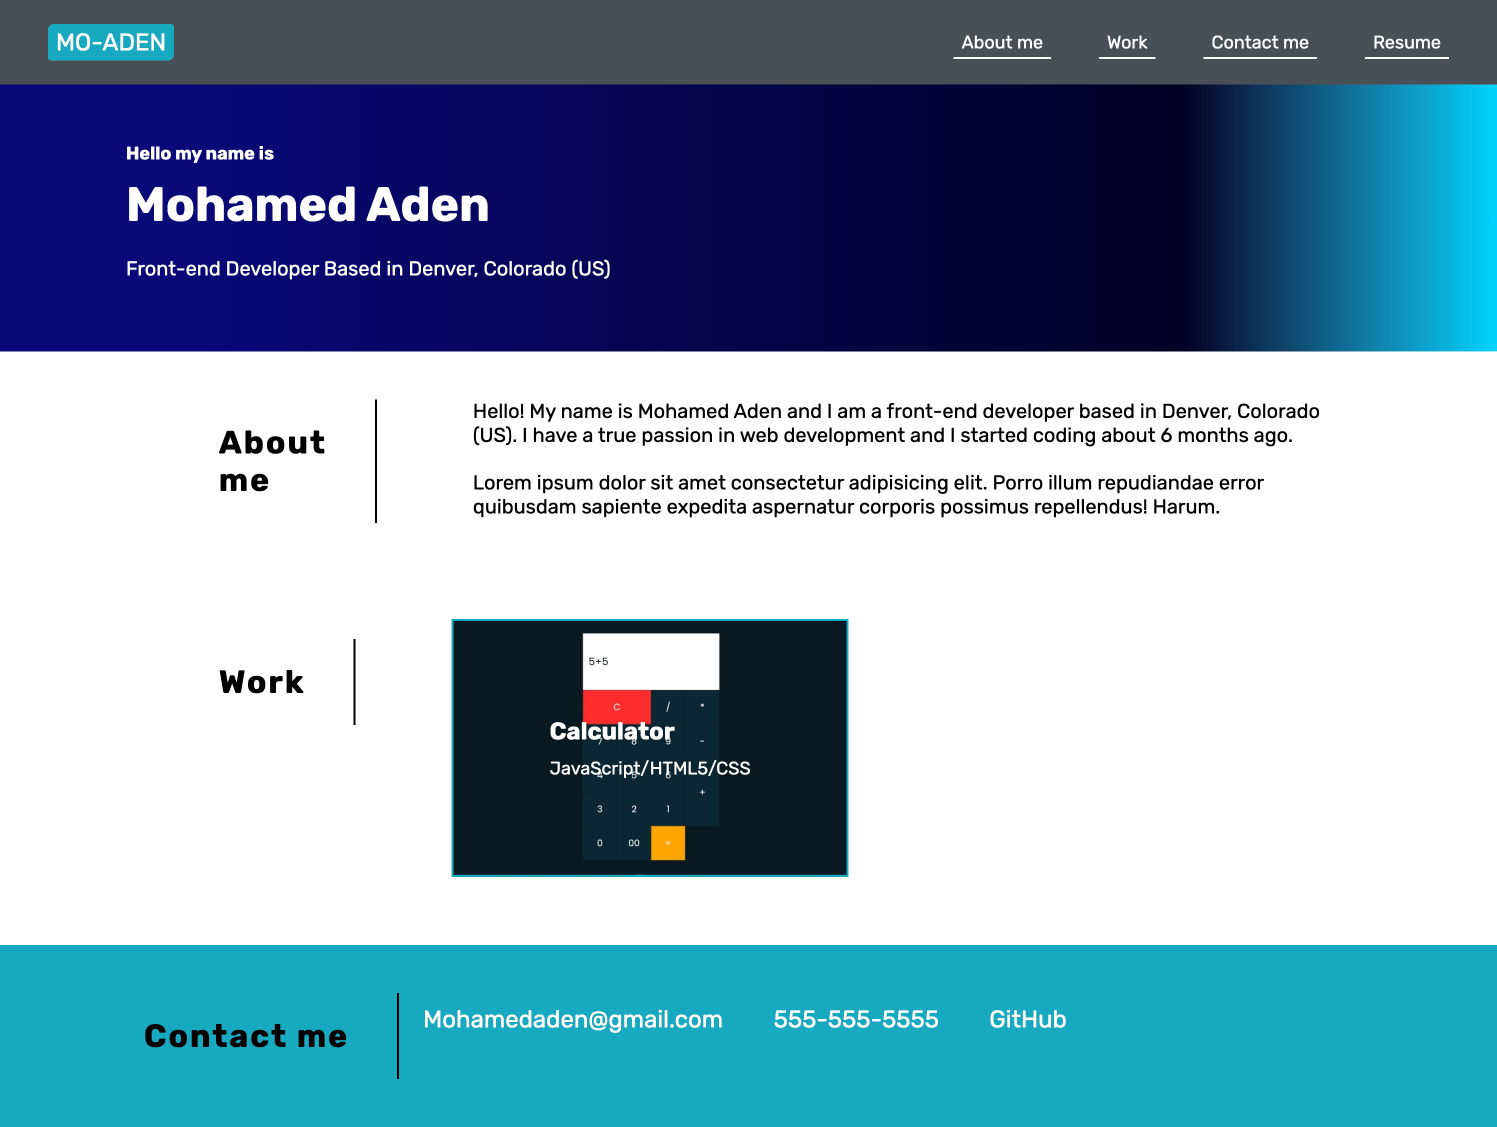 MO-ADEN
About me
Work
Contact me
Resume
Hello my name is
Mohamed Aden
Front-end Developer Based in Denver, Colorado (US)
About
me
Hello! My name is Mohamed Aden and I am a front-end developer based in Denver, Colorado
(US). I have a true passion in web development and I started coding about 6 months ago.
Lorem ipsum dolor sit amet consectetur adipisicing elit. Porro illum repudiandae error
quibusdam sapiente expedita aspernatur corporis possimus repellendus! Harum.
Work
5+5
C / *
Calculator
7 8 9 -
JavaScript/HTML5/CSS
4 5 6
+
3 2 1
0 00 =
Contact me
Mohamedaden@gmail.com
555-555-5555
GitHub